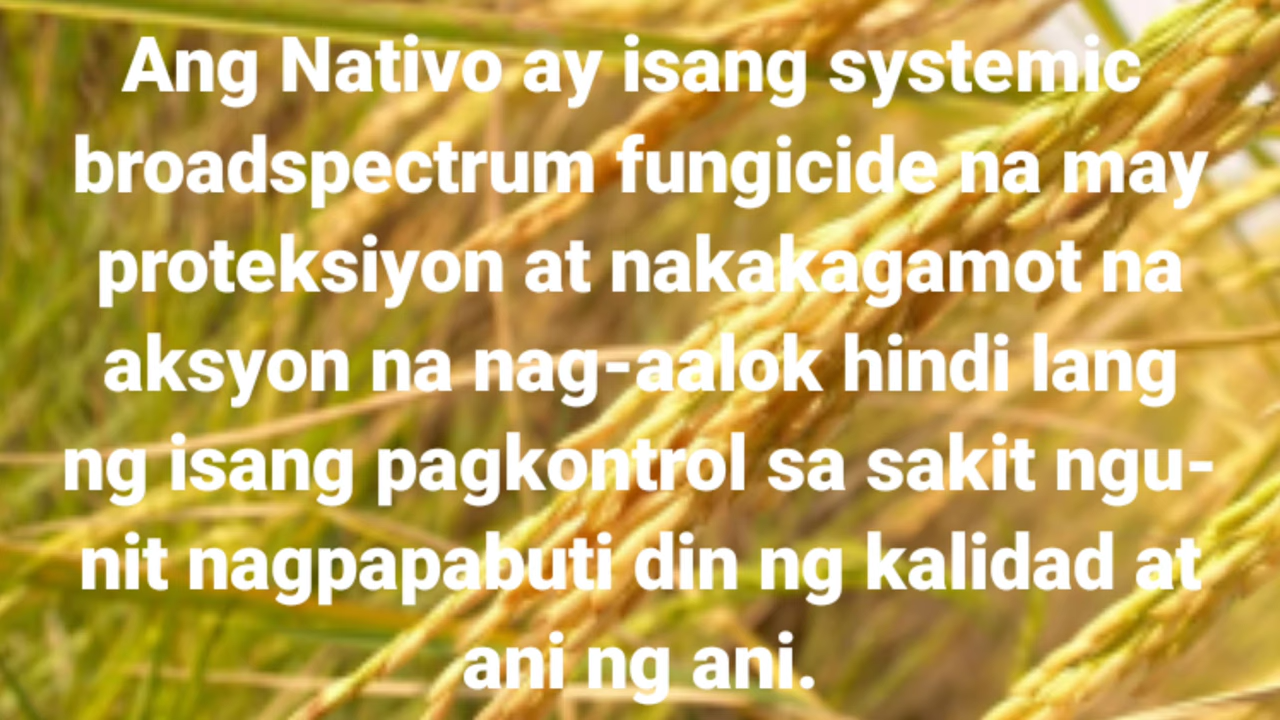 Ang Nativo ay isang systemic
broadspectrum fungicide na may
proteksiyon at nakakagamot na
aksyon na nag-aalok hindi lang
ng isang pagkontrol sa sakit ngu-
nit nagpapabuti din ng kalidad at
ani ng ani.